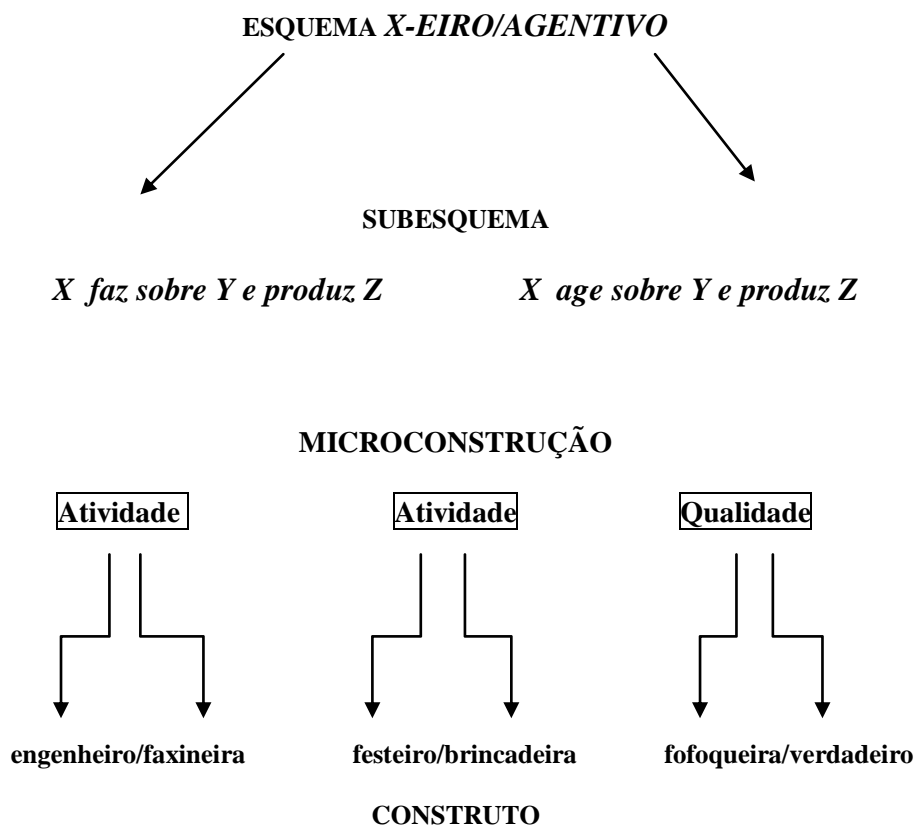 ESQUEMA X-EIRO/AGENTIVO
SUBESQUEMA
X faz sobre Y e produz Z X age sobre Y e produz Z
MICROCONSTRUÇÃO
Atividade Atividade Qualidade
engenheiro/faxineira festeiro/brincadeira fofoqueira/verdadeiro
CONSTRUTO